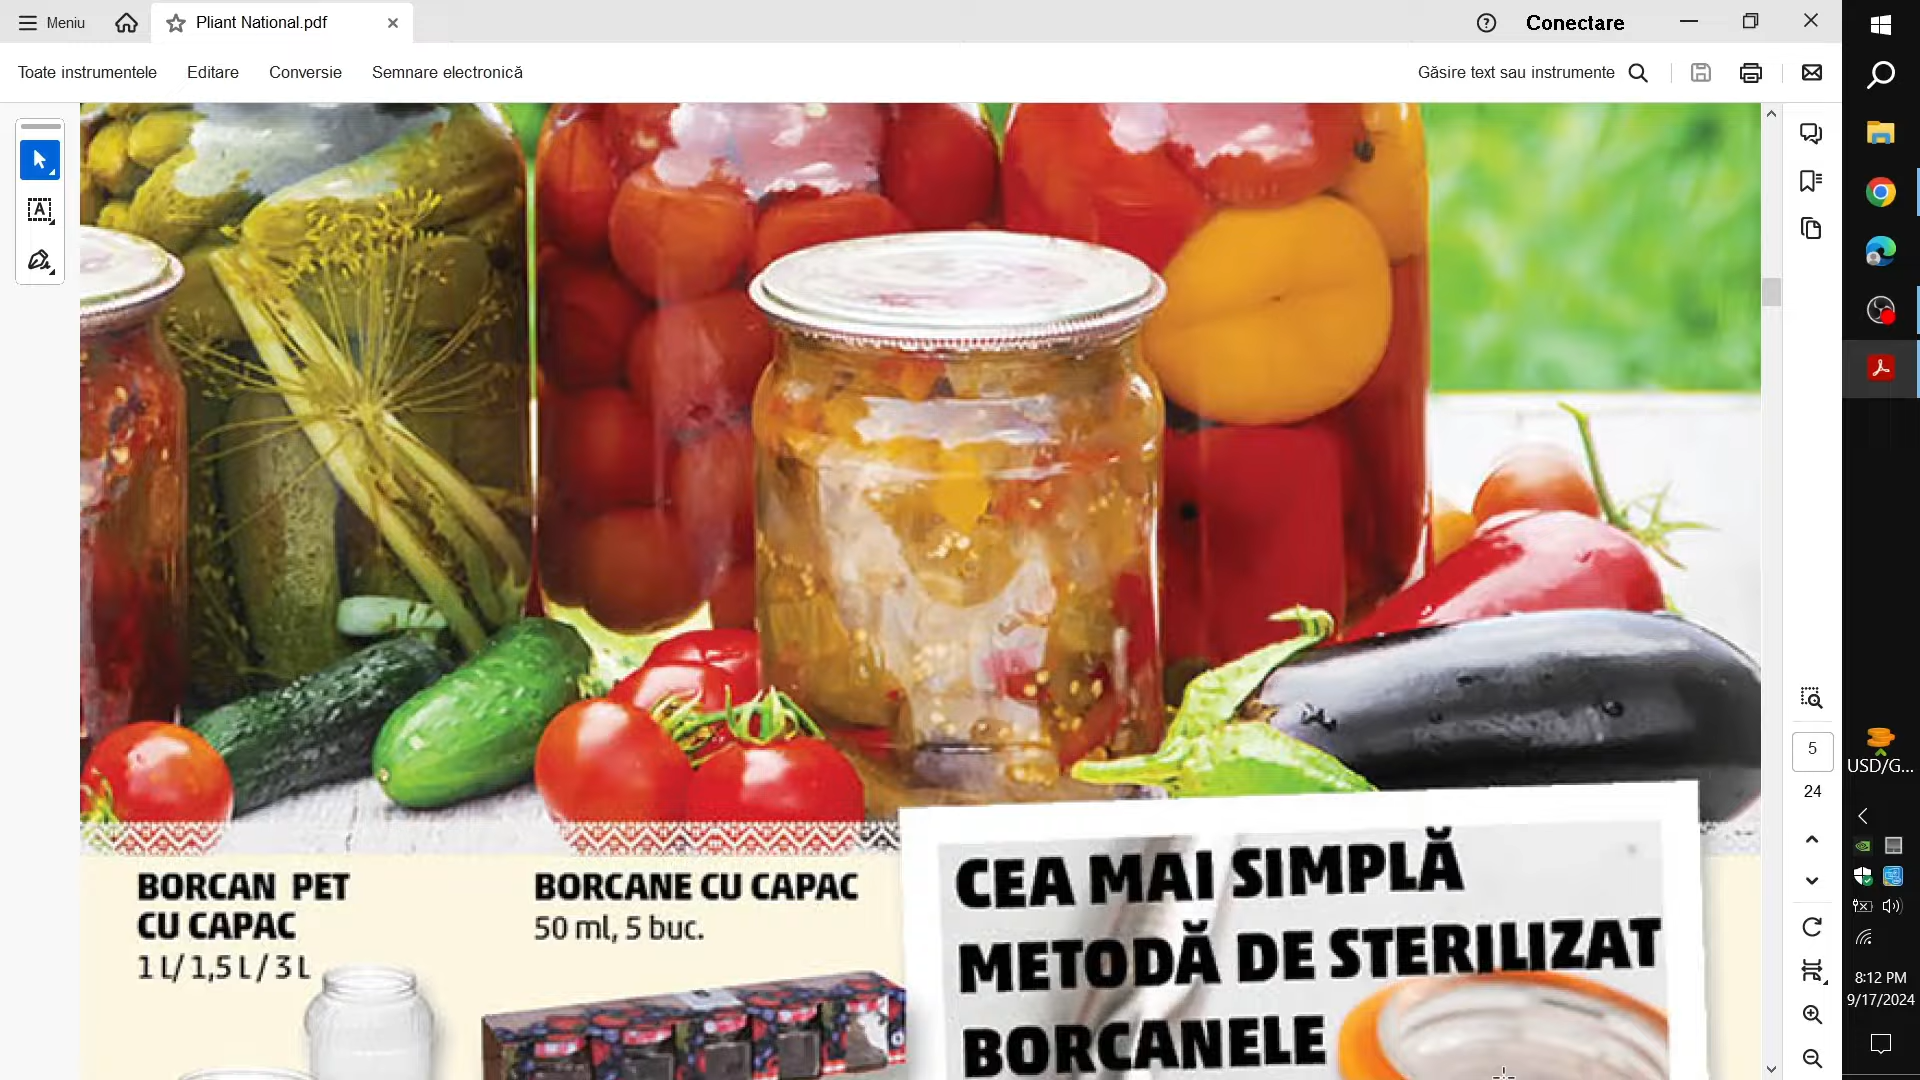 Meniu
Pliant National.pdf
Conectare
Toate instrumentele
Editare
Conversie
Semnare electronică
Găsire text sau instrumente
BORCAN PET
CU CAPAC
1 L/ 1,5 L / 3 L
BORCANE CU CAPAC
50 ml, 5 buc.
CEA MAI SIMPLĂ
METODĂ DE STERILIZAT
BORCANELE
5
24
USD/G...
8:12 PM
9/17/2024